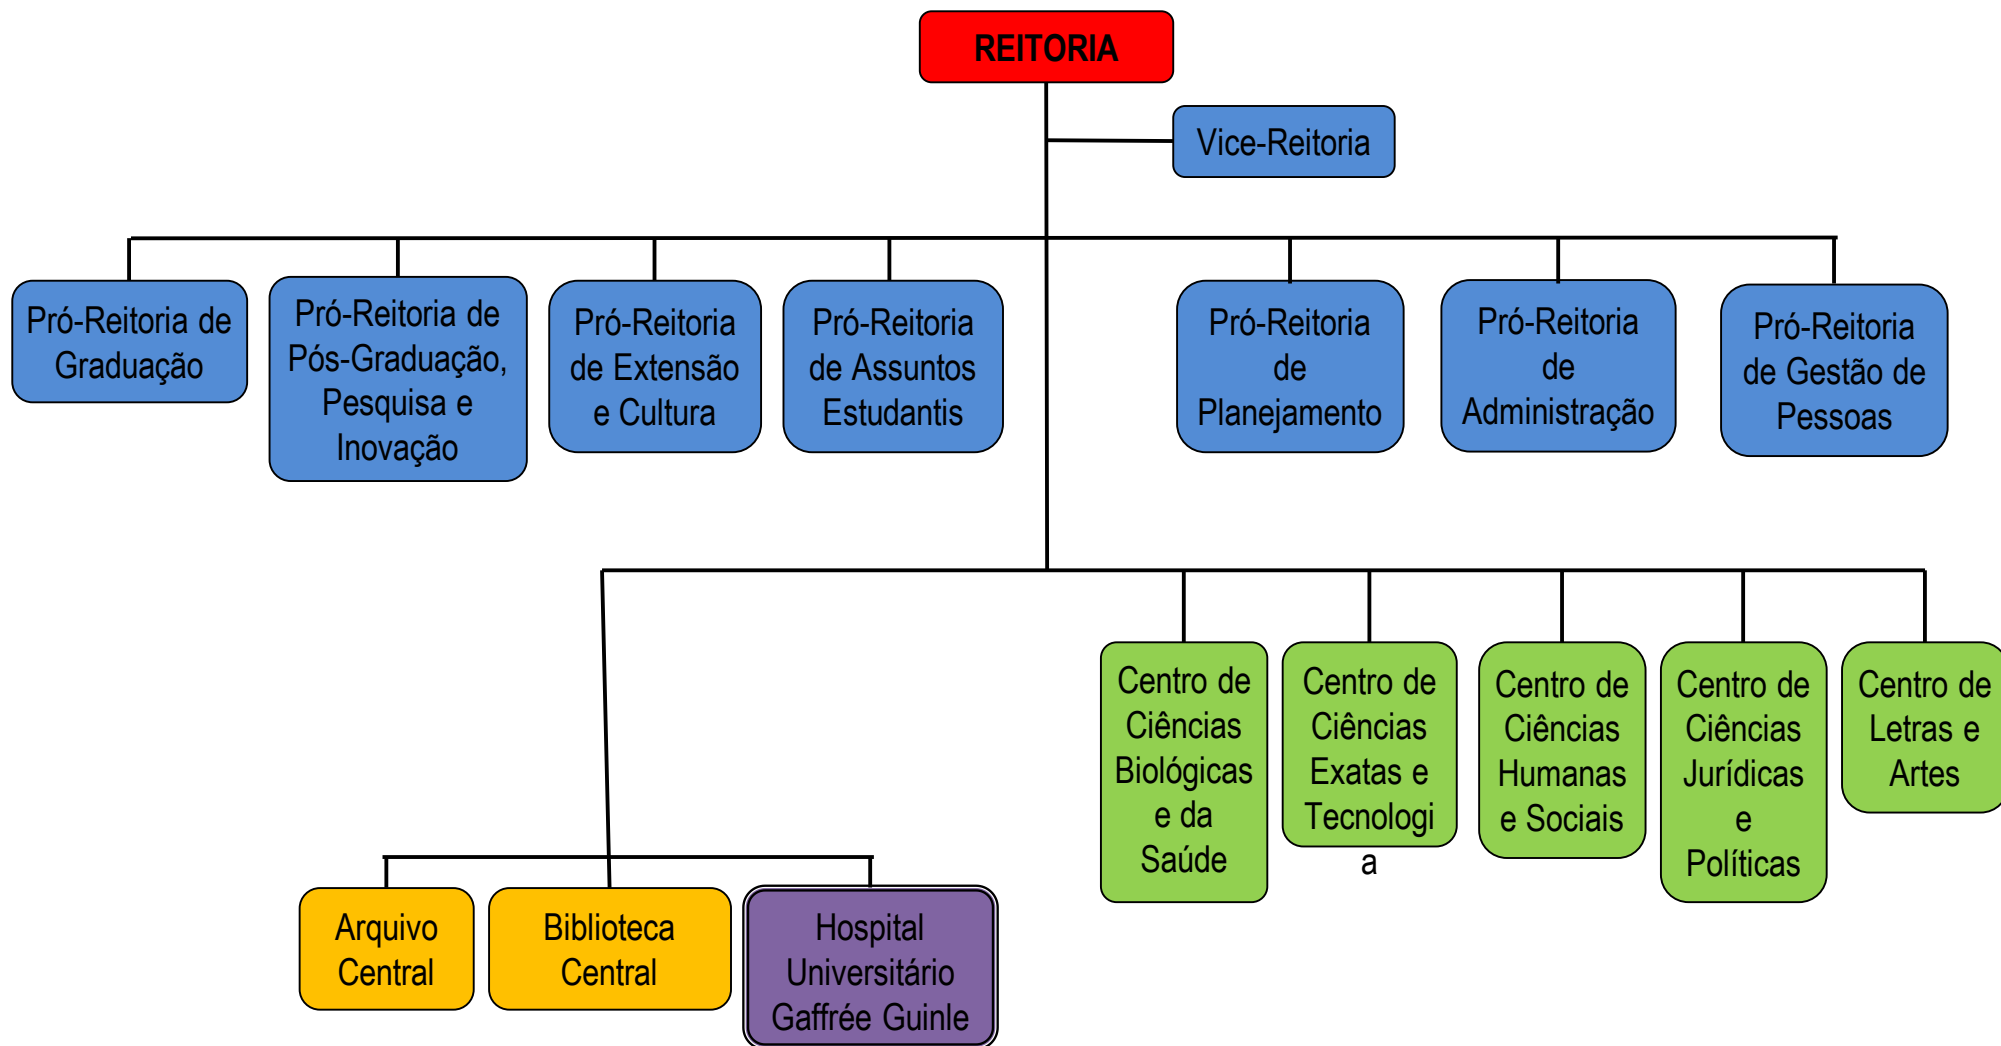 REITORIA
Vice-Reitoria
Pró-Reitoria de
Graduação
Pró-Reitoria de
Pós-Graduação,
Pesquisa e
Inovação
Pró-Reitoria
de Extensão
e Cultura
Pró-Reitoria
de Assuntos
Estudantis
Pró-Reitoria
de
Planejamento
Pró-Reitoria
de
Administração
Pró-Reitoria
de Gestão de
Pessoas
Centro de
Ciências
Biológicas
e da
Saúde
Centro de
Ciências
Exatas e
Tecnologi
a
Centro de
Ciências
Humanas
e Sociais
Centro de
Ciências
Jurídicas
e
Políticas
Centro de
Letras e
Artes
Arquivo
Central
Biblioteca
Central
Hospital
Universitário
Gaffrée Guinle